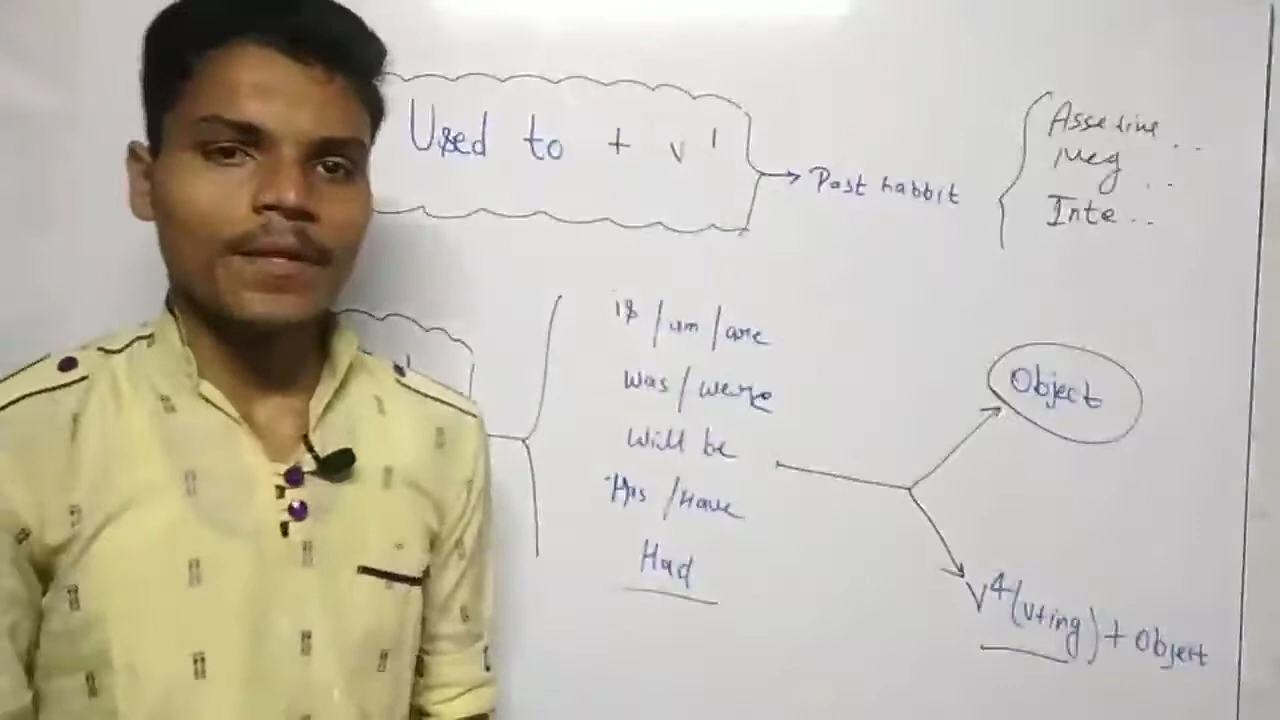 Used to + V¹
Past habbit
Assertive..
Neg ..
Inte..
is/am/are
was/were
Will be
Has/Have
Had
Object
V⁴(V+ing) + Object